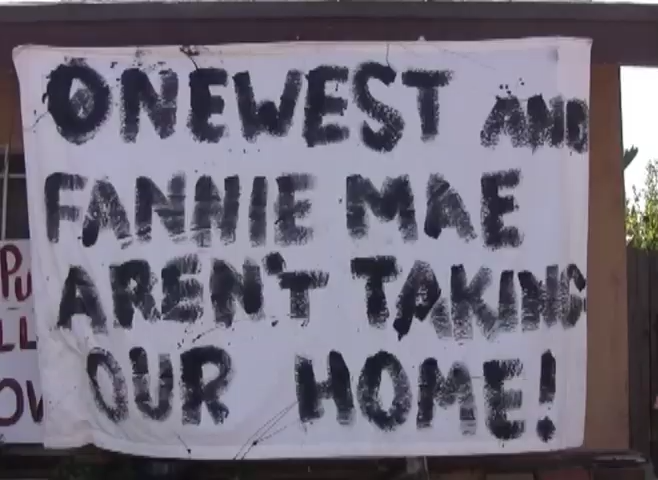 ONEWEST AND
FANNIE MAE
AREN'T TAKING
OUR HOME!